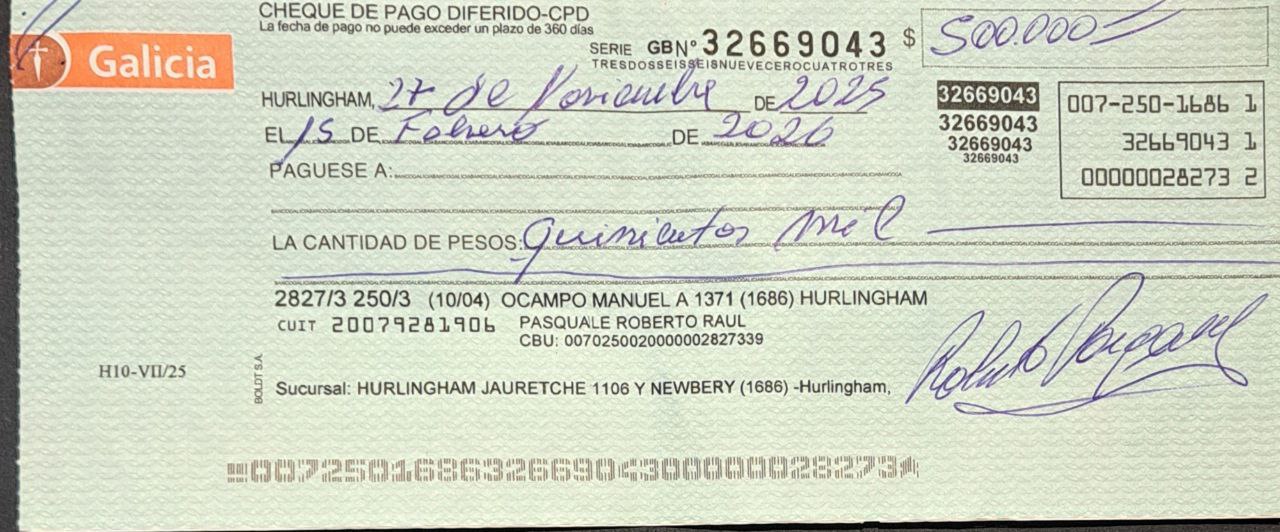 CHEQUE DE PAGO DIFERIDO-CPD
La fecha de pago no puede exceder un plazo de 360 días
Galicia
SERIE GB Nº 32669043 $ 500.000
TRESDOSSEISSEISNUEVECEROCUATROTRES
HURLINGHAM, 27 de Noviembre DE 2025
EL 15 DE Febrero DE 2026
PAGUESE A:
32669043
32669043
32669043
32669043
007-250-1686 1
32669043 1
00000028273 2
LA CANTIDAD DE PESOS: quinientos mil
2827/3 250/3 (10/04) OCAMPO MANUEL A 1371 (1686) HURLINGHAM
CUIT 20079281906 PASQUALE ROBERTO RAUL
CBU: 0070250020000002827339
H10-VII/25
BOLDT S.A.
Sucursal: HURLINGHAM JAURETCHE 1106 Y NEWBERY (1686) -Hurlingham,
Roberto Pasquale
00725016863266904300000028273